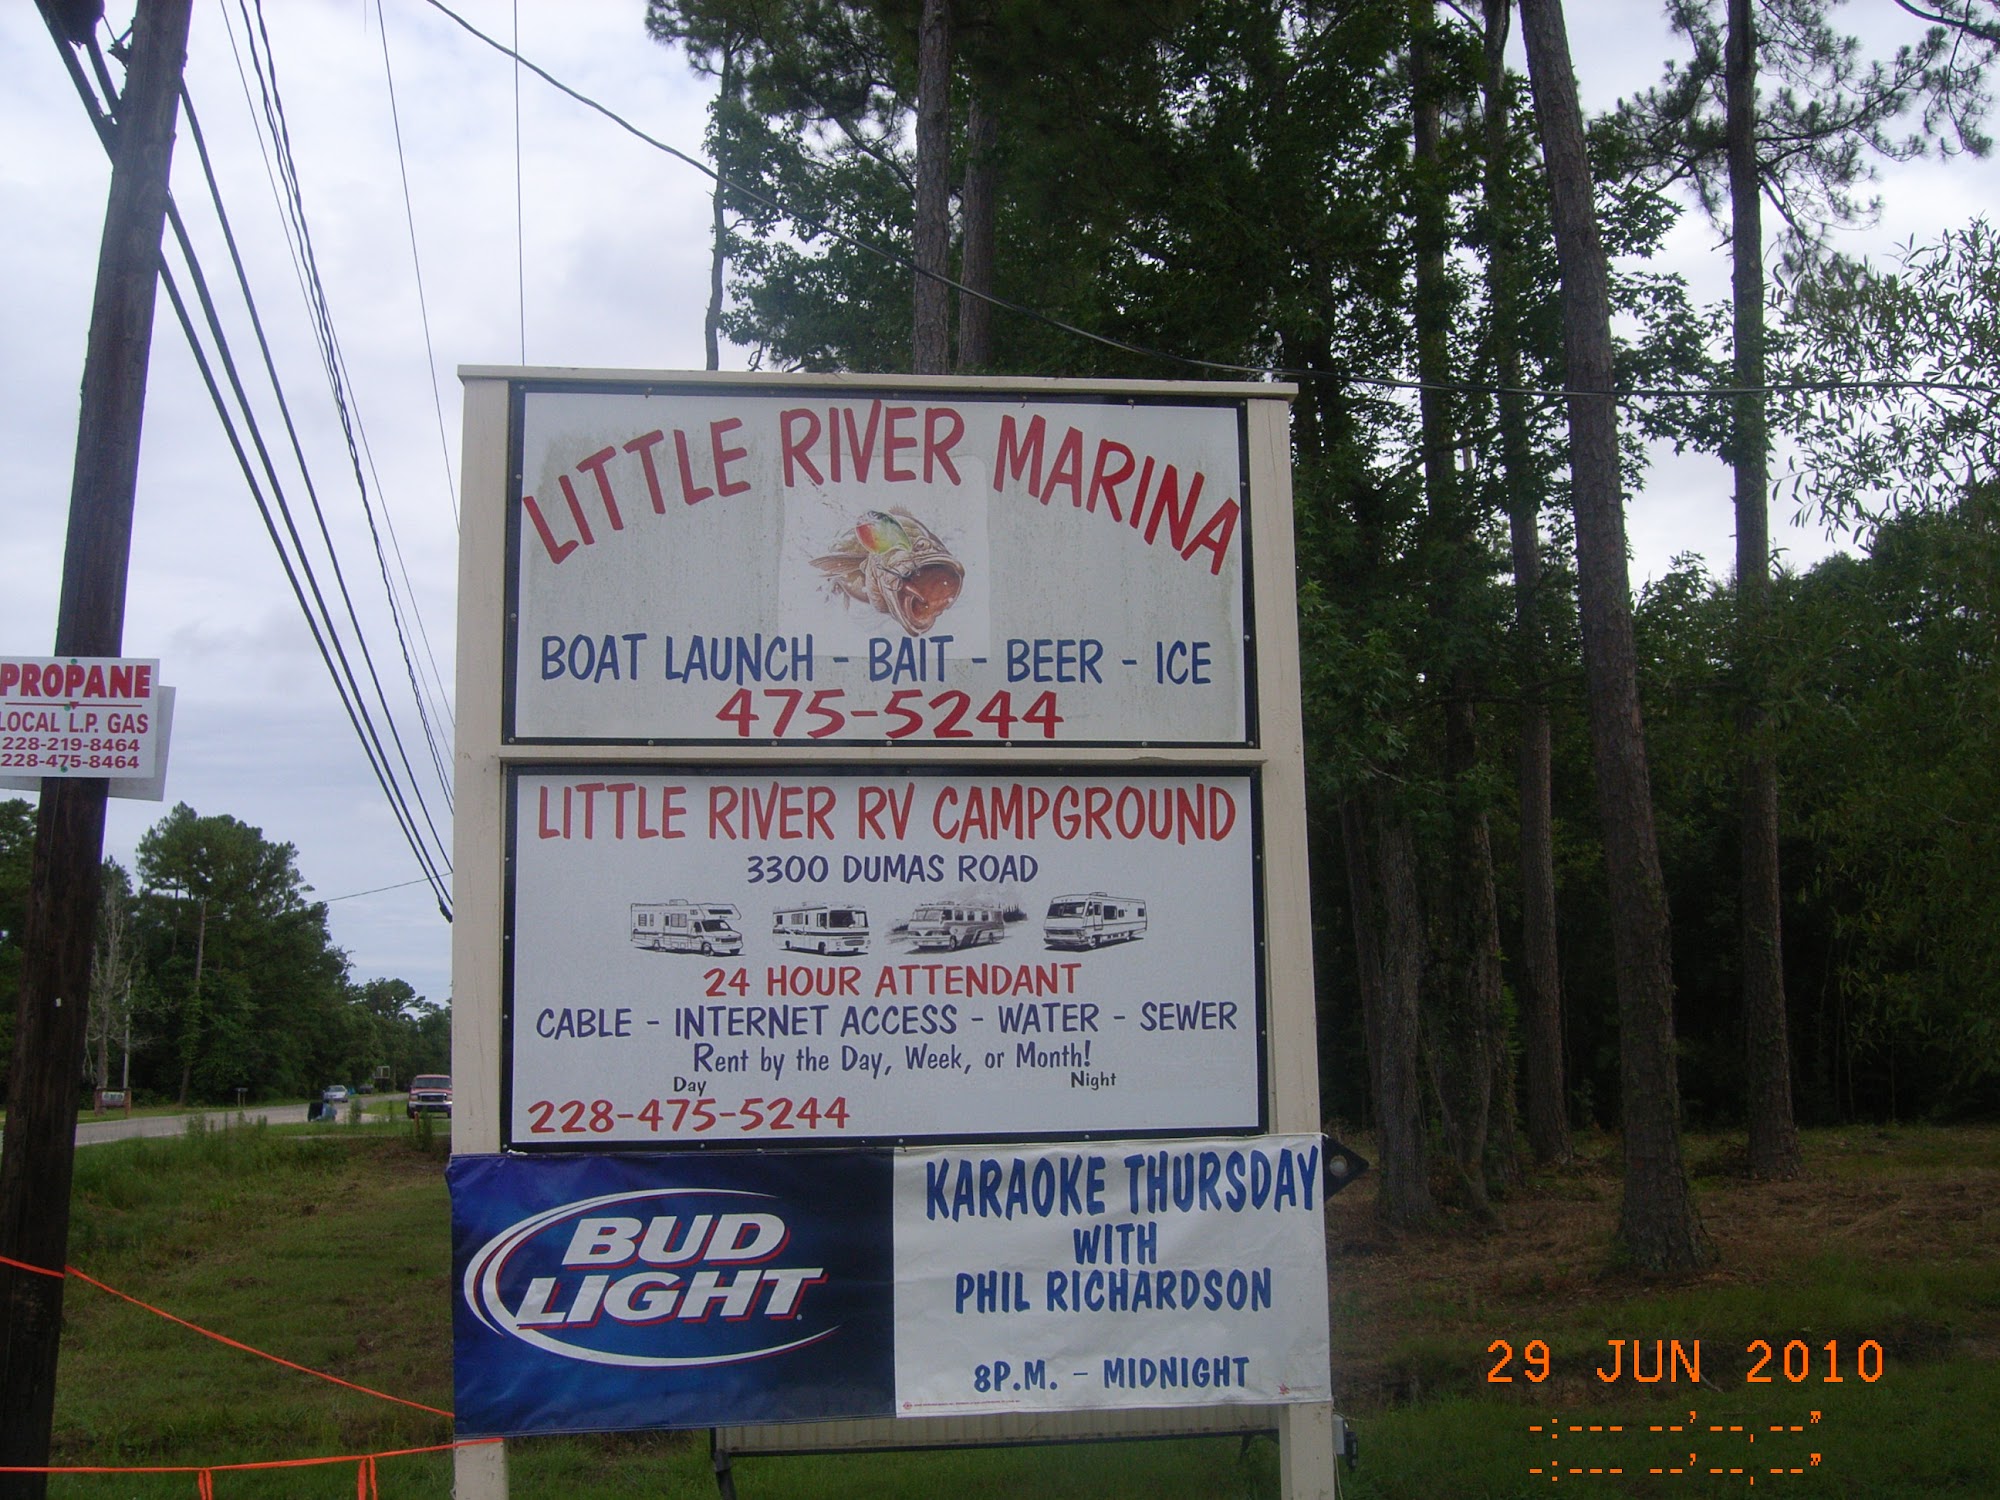 LITTLE RIVER MARINA
BOAT LAUNCH - BAIT - BEER - ICE
475-5244
LITTLE RIVER RV CAMPGROUND
3300 DUMAS ROAD
24 HOUR ATTENDANT
CABLE - INTERNET ACCESS - WATER - SEWER
Rent by the Day, Week, or Month!
Day Night
228-475-5244
BUD
LIGHT
KARAOKE THURSDAY
WITH
PHIL RICHARDSON
8P.M. - MIDNIGHT
PROPANE
LOCAL L.P. GAS
228-219-8464
228-475-8464
29 JUN 2010
-:--- --'--,--"
-:--- --'--,--"